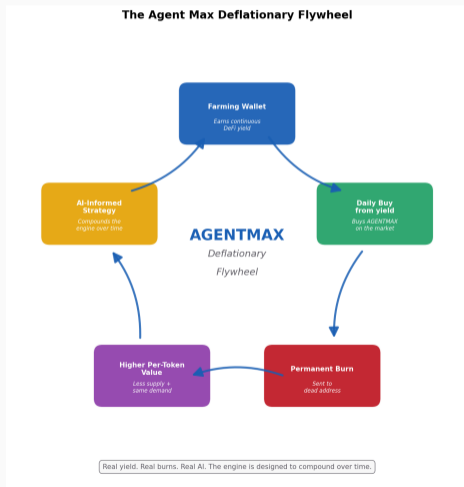 The Agent Max Deflationary Flywheel
Farming Wallet
Earns continuous
DeFi yield
AI-Informed
Strategy
Compounds the
engine over time
Daily Buy
from yield
Buys AGENTMAX
on the market
AGENTMAX
Deflationary
Flywheel
Higher Per-Token
Value
Less supply +
same demand
Permanent Burn
Sent to
dead address
Real yield. Real burns. Real AI. The engine is designed to compound over time.